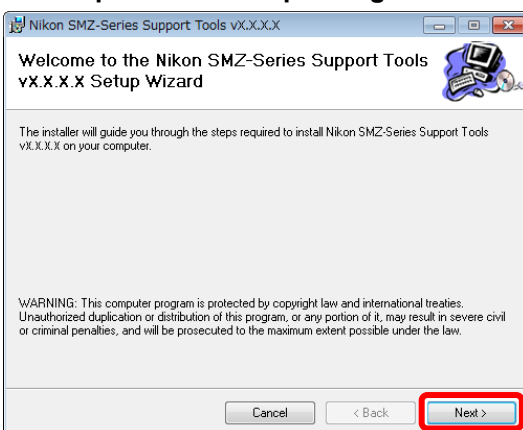 Nikon SMZ-Series Support Tools vX.X.X.X
Welcome to the Nikon SMZ-Series Support Tools
vX.X.X.X Setup Wizard
The installer will guide you through the steps required to install Nikon SMZ-Series Support Tools
vX.X.X.X on your computer.
WARNING: This computer program is protected by copyright law and international treaties.
Unauthorized duplication or distribution of this program, or any portion of it, may result in severe civil
or criminal penalties, and will be prosecuted to the maximum extent possible under the law.
Cancel
< Back
Next >